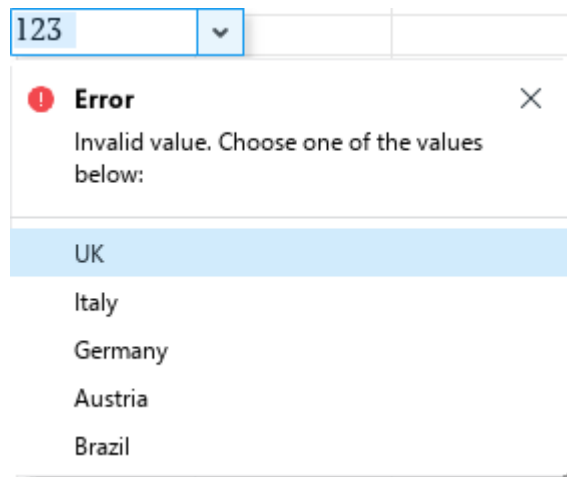 123
Error
Invalid value. Choose one of the values
below:
UK
Italy
Germany
Austria
Brazil